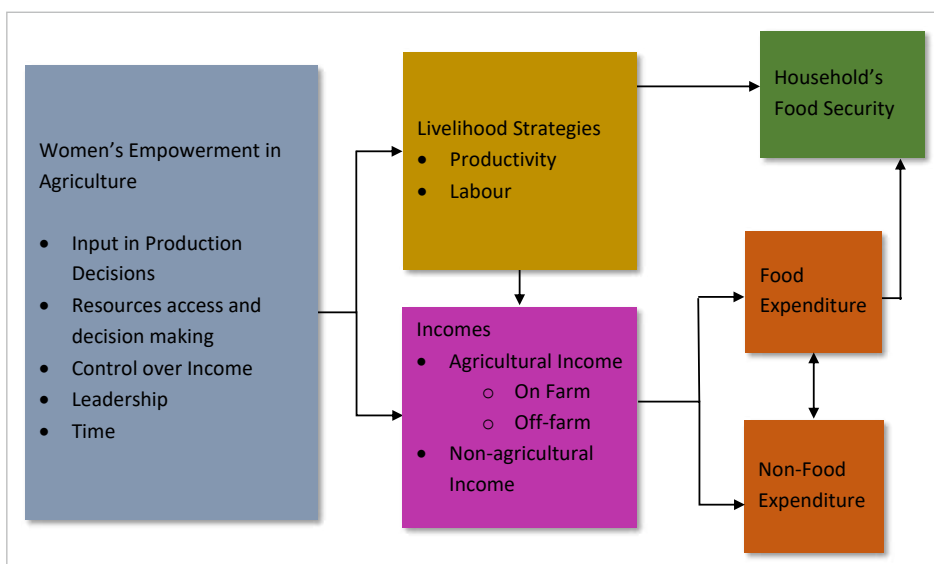 Women’s Empowerment in
Agriculture
• Input in Production
Decisions
• Resources access and
decision making
• Control over Income
• Leadership
• Time
Livelihood Strategies
• Productivity
• Labour
Incomes
• Agricultural Income
o On Farm
o Off-farm
• Non-agricultural
Income
Household’s
Food Security
Food
Expenditure
Non-Food
Expenditure